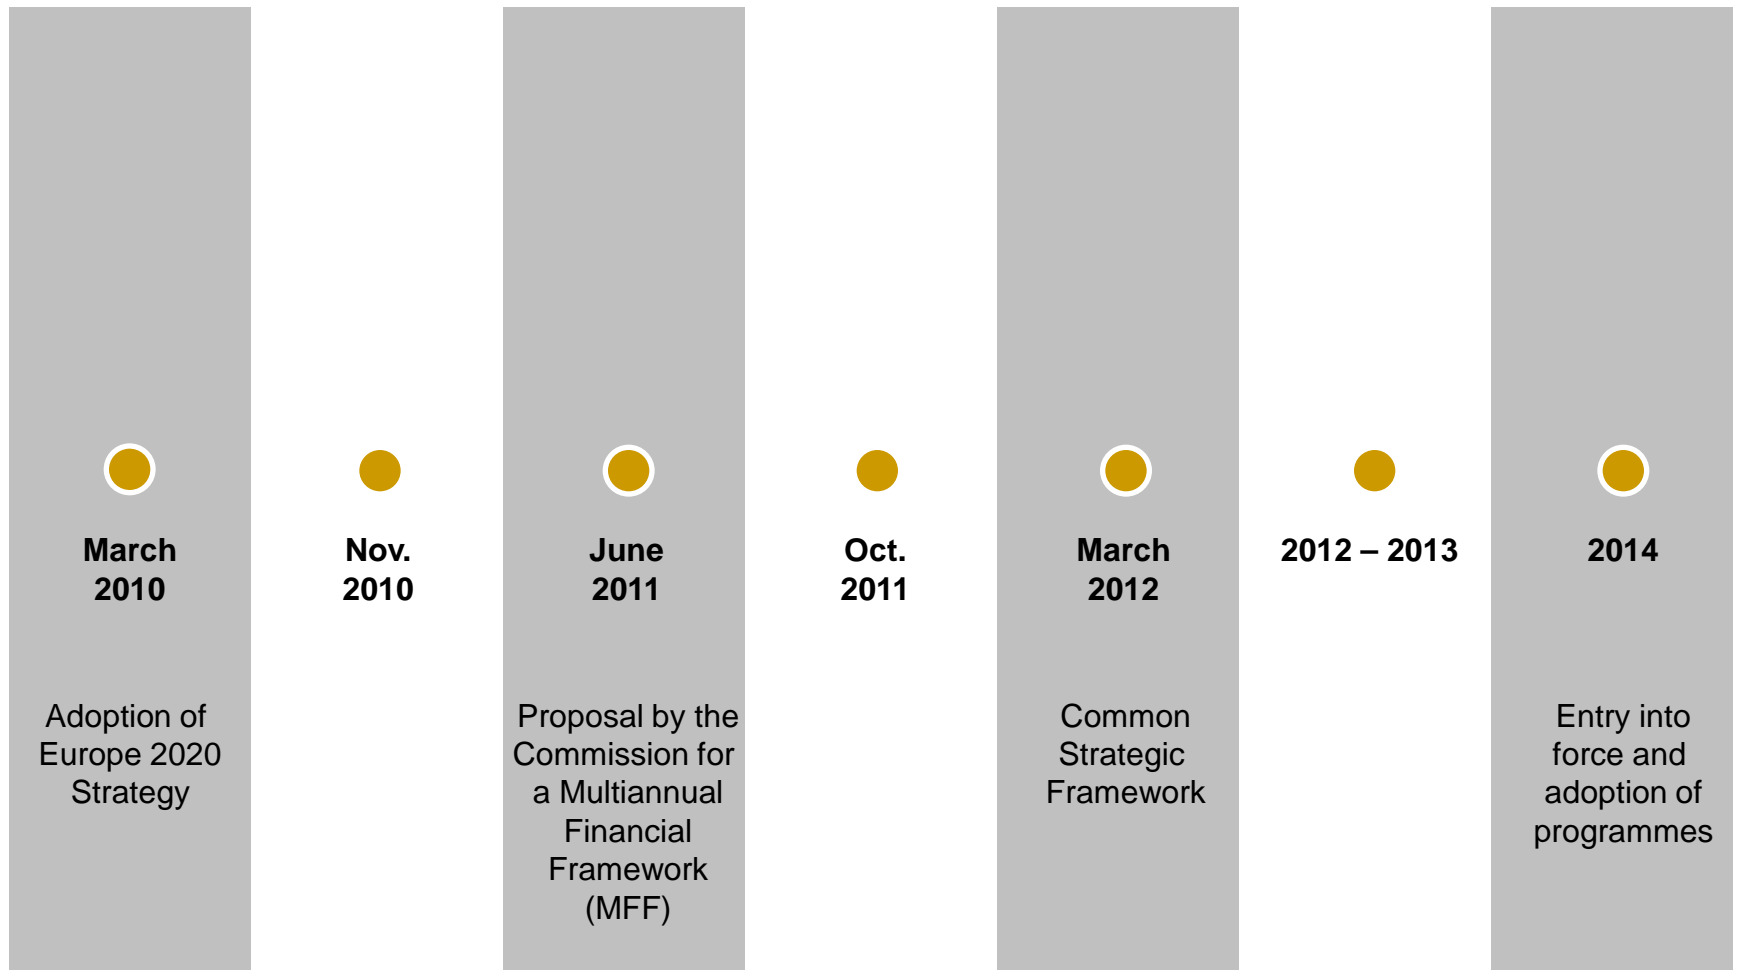 March
2010
Nov.
2010
June
2011
Oct.
2011
March
2012
2012 – 2013
2014
Adoption of
Europe 2020
Strategy
Proposal by the
Commission for
a Multiannual
Financial
Framework
(MFF)
Common
Strategic
Framework
Entry into
force and
adoption of
programmes